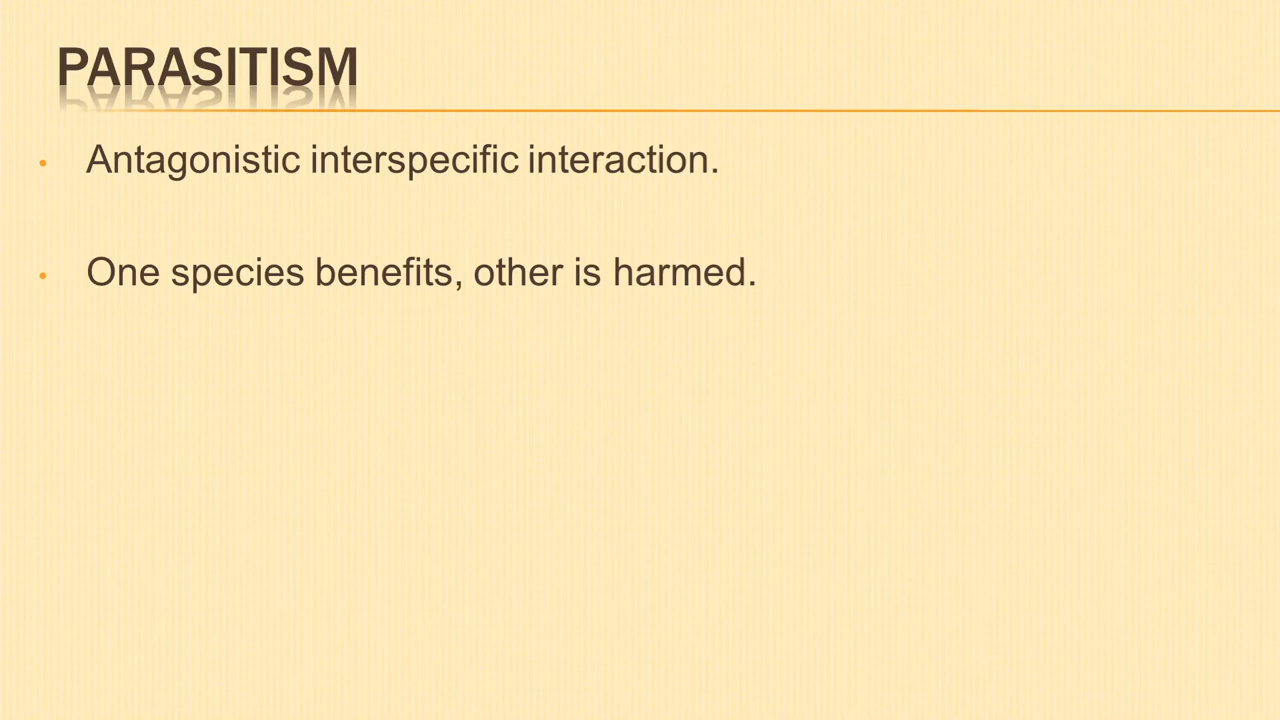 PARASITISM
• Antagonistic interspecific interaction.
• One species benefits, other is harmed.